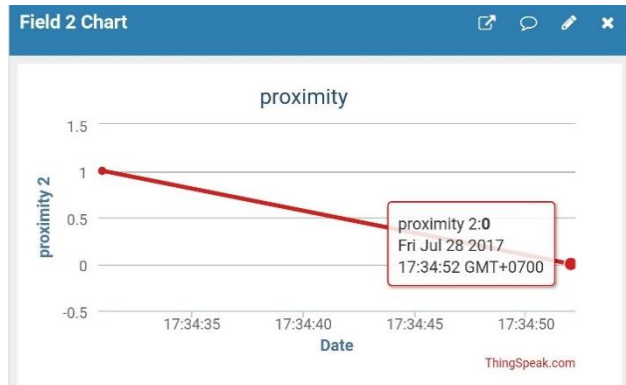 Field 2 Chart
proximity
1.5
1
0.5
0
-0.5
proximity 2
proximity 2:0
Fri Jul 28 2017
17:34:52 GMT+0700
17:34:35 17:34:40 17:34:45 17:34:50
Date
ThingSpeak.com